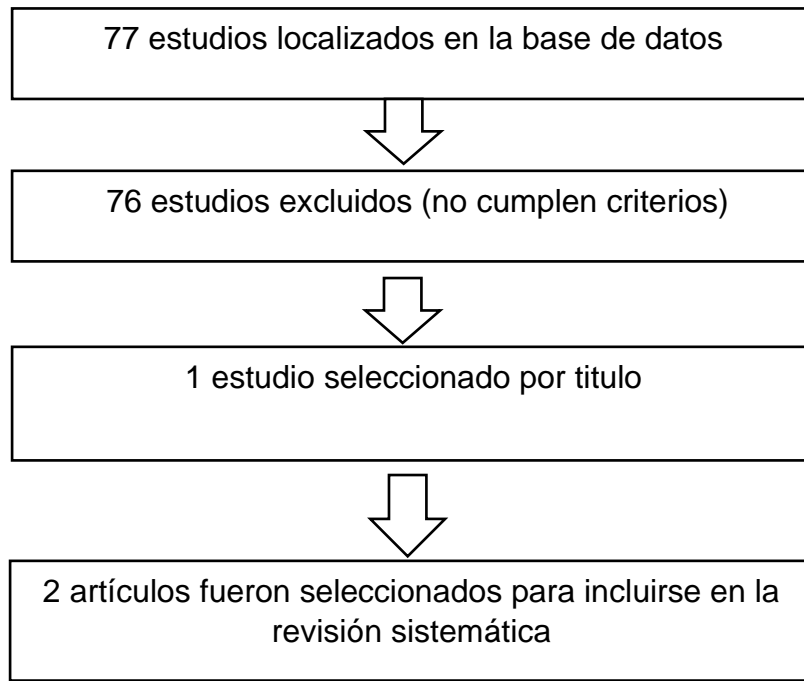 77 estudios localizados en la base de datos
76 estudios excluidos (no cumplen criterios)
1 estudio seleccionado por titulo
2 artículos fueron seleccionados para incluirse en la
revisión sistemática